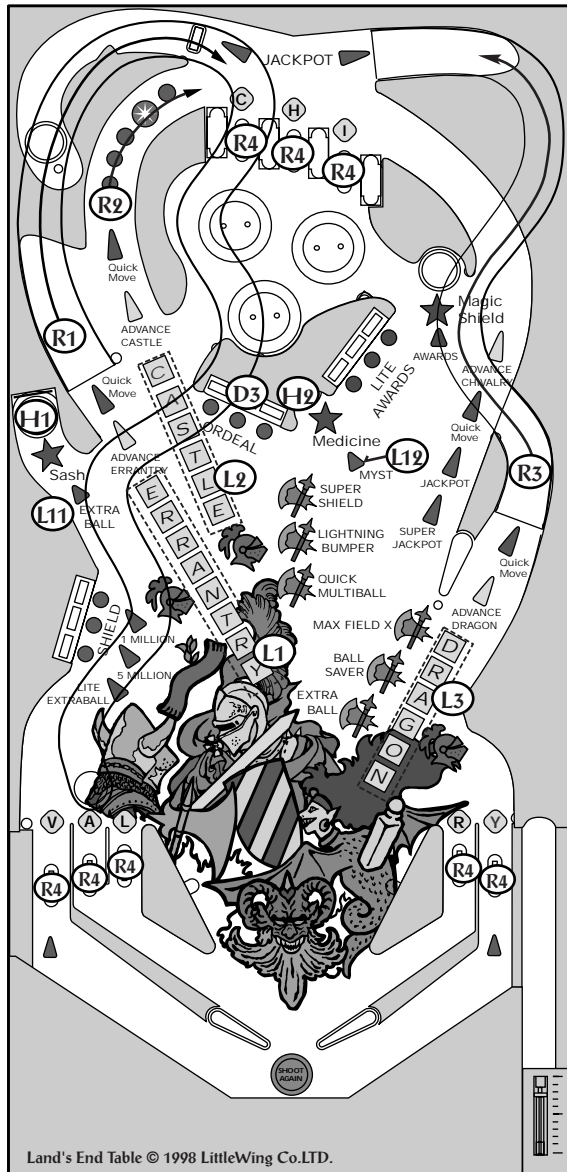 JACKPOT
C
H
I
R4
R4
R4
R2
Quick
Move
Magic
Shield
R1
ADVANCE
CASTLE
AWARDS
ADVANCE
CHIVALRY
LITE
AWARDS
CASTLE
Quick
Move
D3
H2
H1
ORDEAL
Medicine
Quick
Move
ADVANCE
ERRANTRY
L12
MYST
R3
Sash
L2
ERRANTRY
JACKPOT
L11
EXTRA
BALL
SUPER
SHIELD
SUPER
JACKPOT
LIGHTNING
BUMPER
Quick
Move
QUICK
MULTIBALL
ADVANCE
DRAGON
SHIELD
MAX FIELD X
1 MILLION
DRAGON
L1
5 MILLION
BALL
SAVER
LITE
EXTRABALL
EXTRA
BALL
L3
V A L
R Y
R4
R4
R4
R4
R4
SHOOT
AGAIN
Land's End Table © 1998 LittleWing Co.LTD.